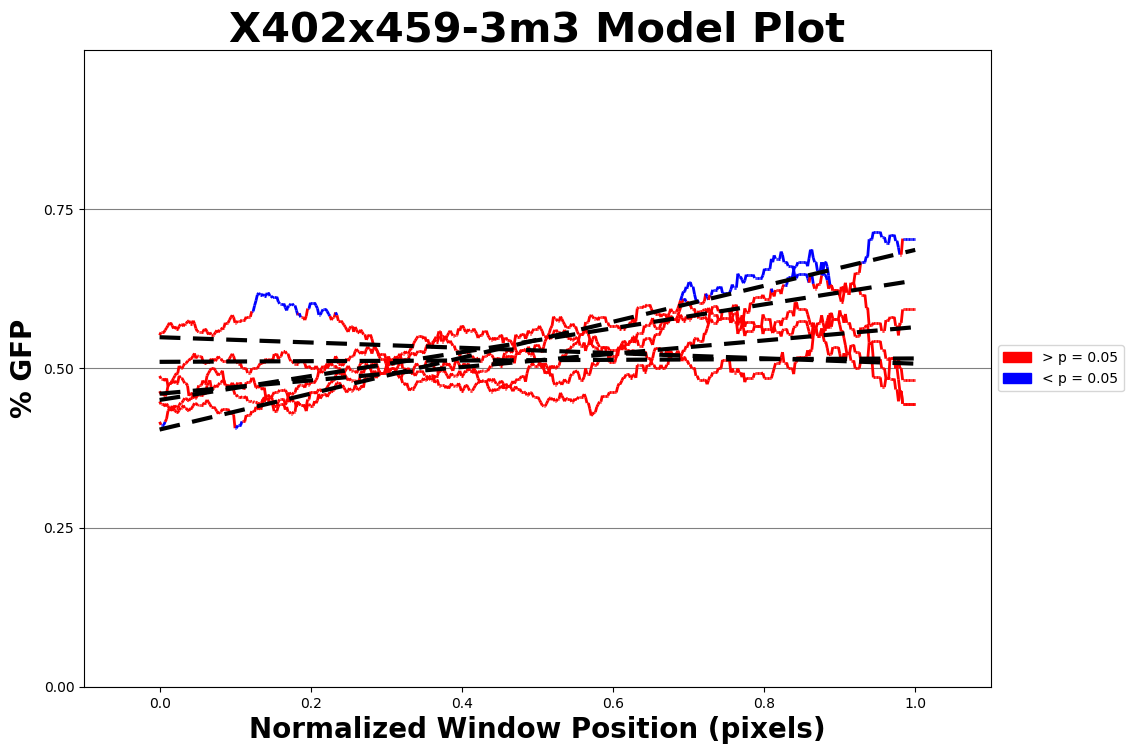 X402x459-3m3 Model Plot
% GFP
0.75
0.50
0.25
0.00
0.0 0.2 0.4 0.6 0.8 1.0
Normalized Window Position (pixels)
> p = 0.05
< p = 0.05